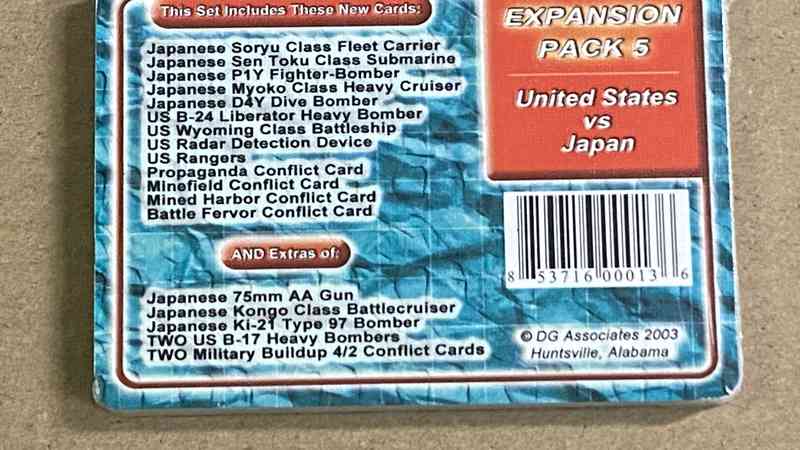 This Set Includes These New Cards:
Japanese Soryu Class Fleet Carrier
Japanese Sen Toku Class Submarine
Japanese P1Y Fighter-Bomber
Japanese Myoko Class Heavy Cruiser
Japanese D4Y Dive Bomber
US B-24 Liberator Heavy Bomber
US Wyoming Class Battleship
US Radar Detection Device
US Rangers
Propaganda Conflict Card
Minefield Conflict Card
Mined Harbor Conflict Card
Battle Fervor Conflict Card
AND Extras of:
Japanese 75mm AA Gun
Japanese Kongo Class Battlecruiser
Japanese Ki-21 Type 97 Bomber
TWO US B-17 Heavy Bombers
TWO Military Buildup 4/2 Conflict Cards
EXPANSION
PACK 5
United States
vs
Japan
8 53716 00013 6
© DG Associates 2003
Huntsville, Alabama